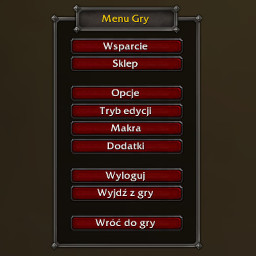 Menu Gry
Wsparcie
Sklep
Opcje
Tryb edycji
Makra
Dodatki
Wyloguj
Wyjdź z gry
Wróć do gry